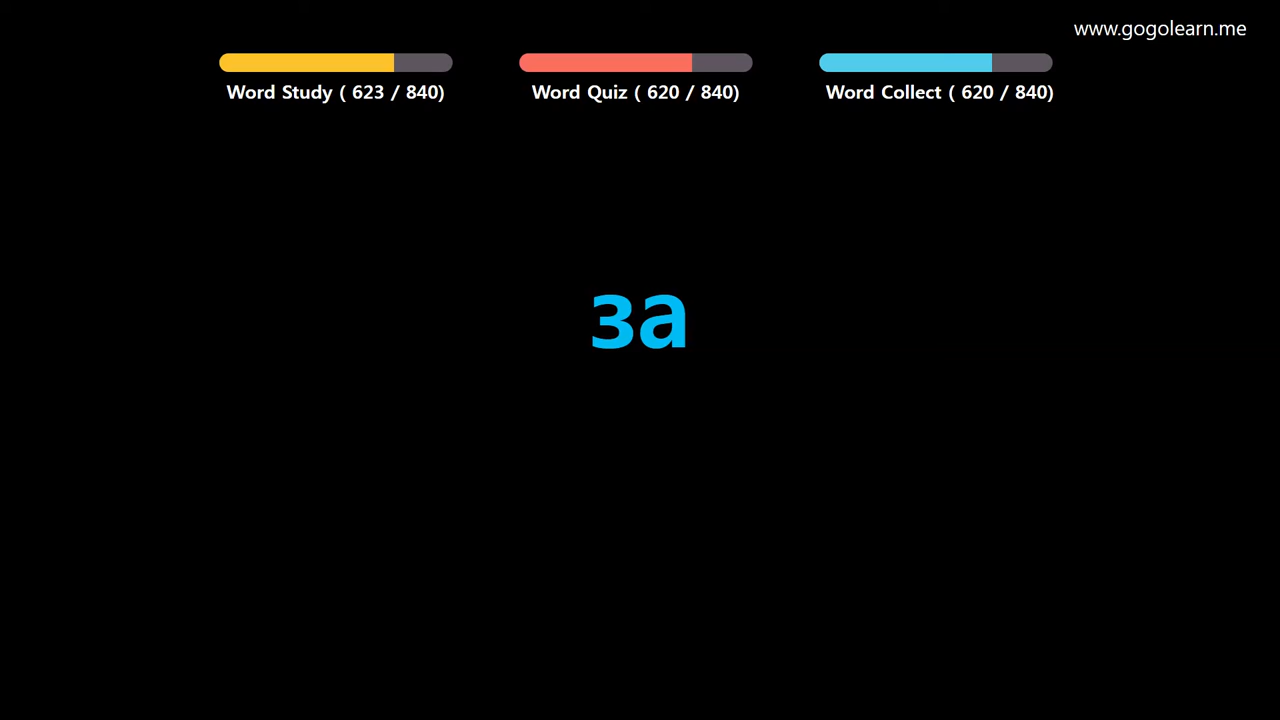 www.gogolearn.me
Word Study ( 623 / 840)
Word Quiz ( 620 / 840)
Word Collect ( 620 / 840)
за